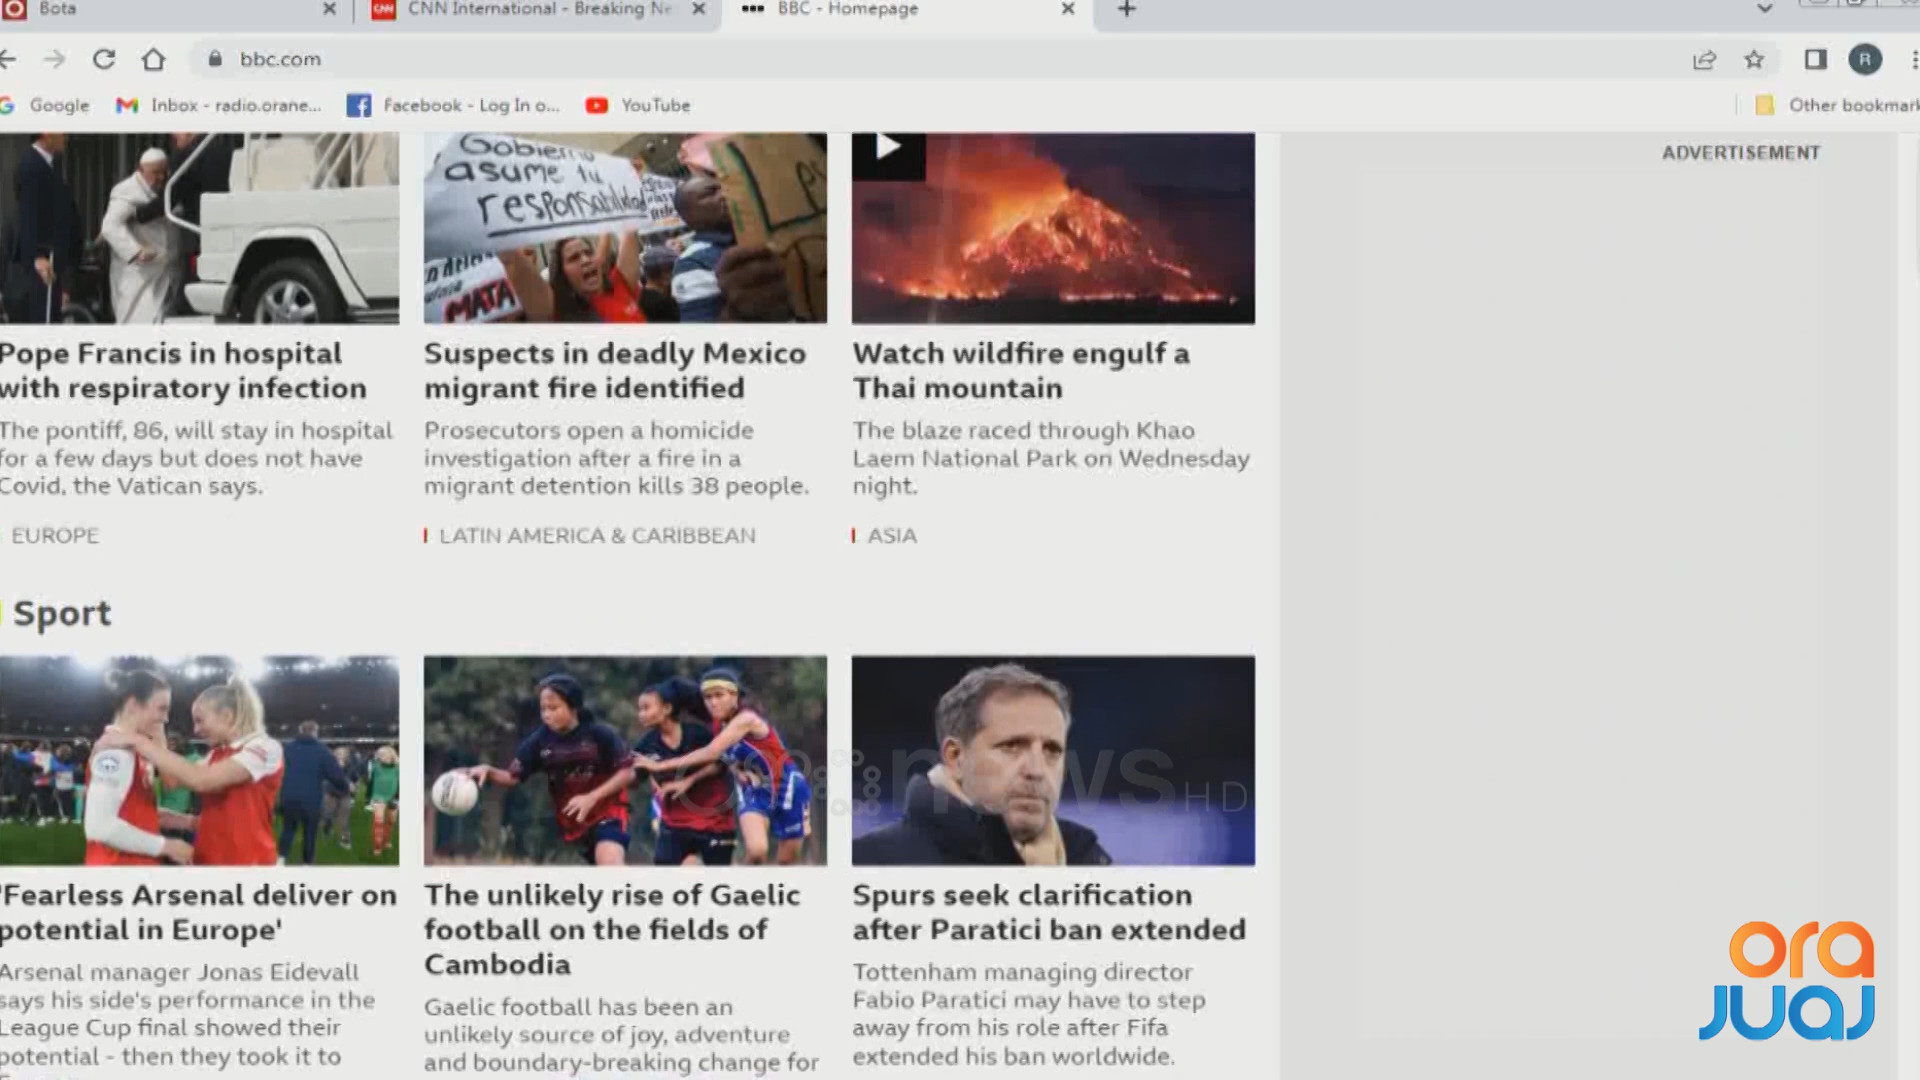 Bota
CNN International - Breaking Ne
BBC - Homepage
bbc.com
R
Google
Inbox - radio.orane...
Facebook - Log In o...
YouTube
Other bookmark
ADVERTISEMENT
Gobierno
asume tu
responsabilidad
MATA
Pope Francis in hospital
with respiratory infection
The pontiff, 86, will stay in hospital
for a few days but does not have
Covid, the Vatican says.
EUROPE
Suspects in deadly Mexico
migrant fire identified
Prosecutors open a homicide
investigation after a fire in a
migrant detention kills 38 people.
LATIN AMERICA & CARIBBEAN
Watch wildfire engulf a
Thai mountain
The blaze raced through Khao
Laem National Park on Wednesday
night.
ASIA
Sport
news HD
'Fearless Arsenal deliver on
potential in Europe'
Arsenal manager Jonas Eidevall
says his side's performance in the
League Cup final showed their
potential - then they took it to
The unlikely rise of Gaelic
football on the fields of
Cambodia
Gaelic football has been an
unlikely source of joy, adventure
and boundary-breaking change for
Spurs seek clarification
after Paratici ban extended
Tottenham managing director
Fabio Paratici may have to step
away from his role after Fifa
extended his ban worldwide.
ora
JUAJ